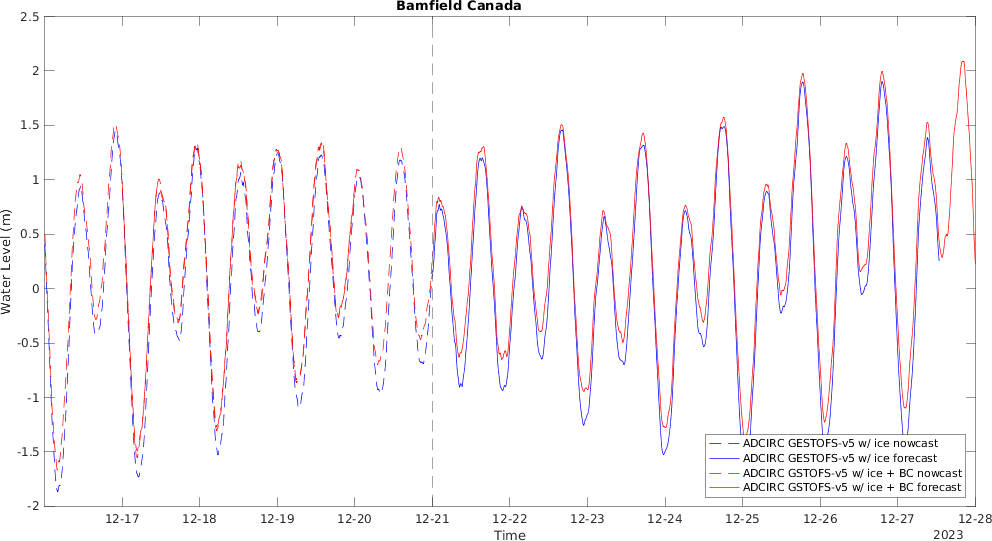 Bamfield Canada
2.5
2
1.5
1
0.5
0
-0.5
-1
-1.5
-2
Water Level (m)
ADCIRC GESTOFS-v5 w/ ice nowcast
ADCIRC GESTOFS-v5 w/ ice forecast
ADCIRC GSTOFS-v5 w/ ice + BC nowcast
ADCIRC GSTOFS-v5 w/ ice + BC forecast
12-17 12-18 12-19 12-20 12-21 12-22 12-23 12-24 12-25 12-26 12-27 12-28
Time
2023